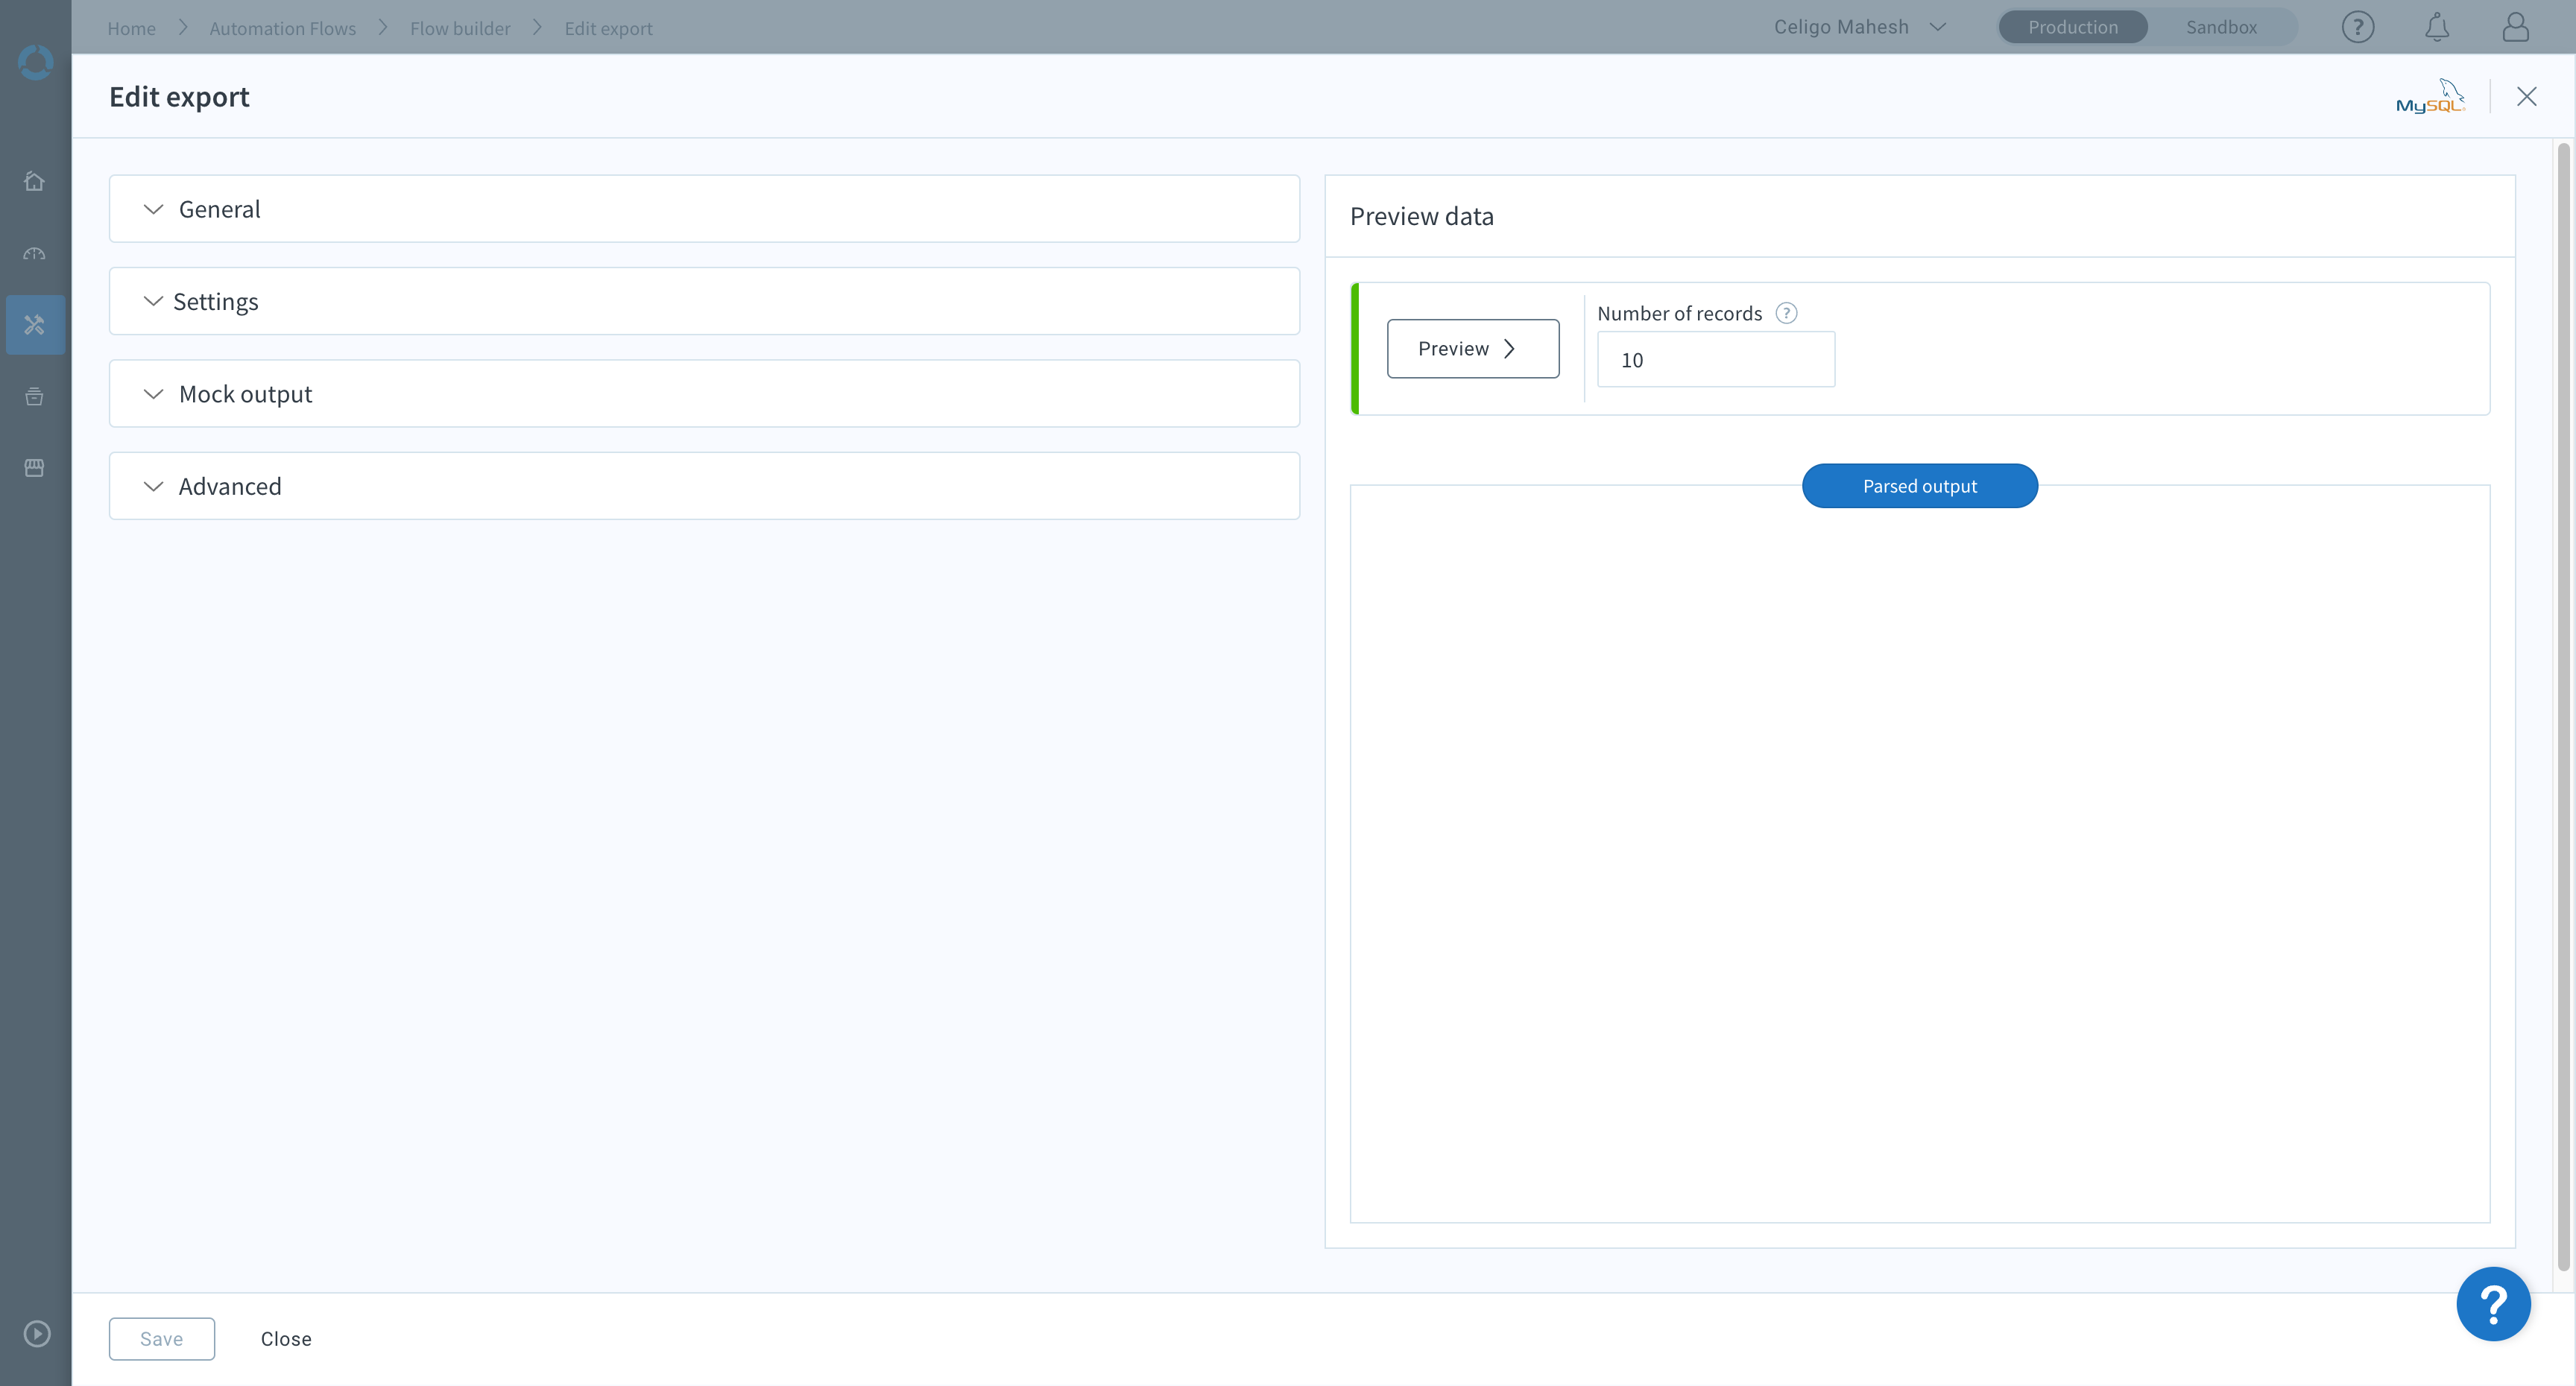 Home
Automation Flows
Flow builder
Edit export
Celigo Mahesh
Production
Sandbox
?
Edit export
MySQL
General
Settings
Mock output
Advanced
Preview data
Preview
Number of records ?
10
Parsed output
Save
Close
?